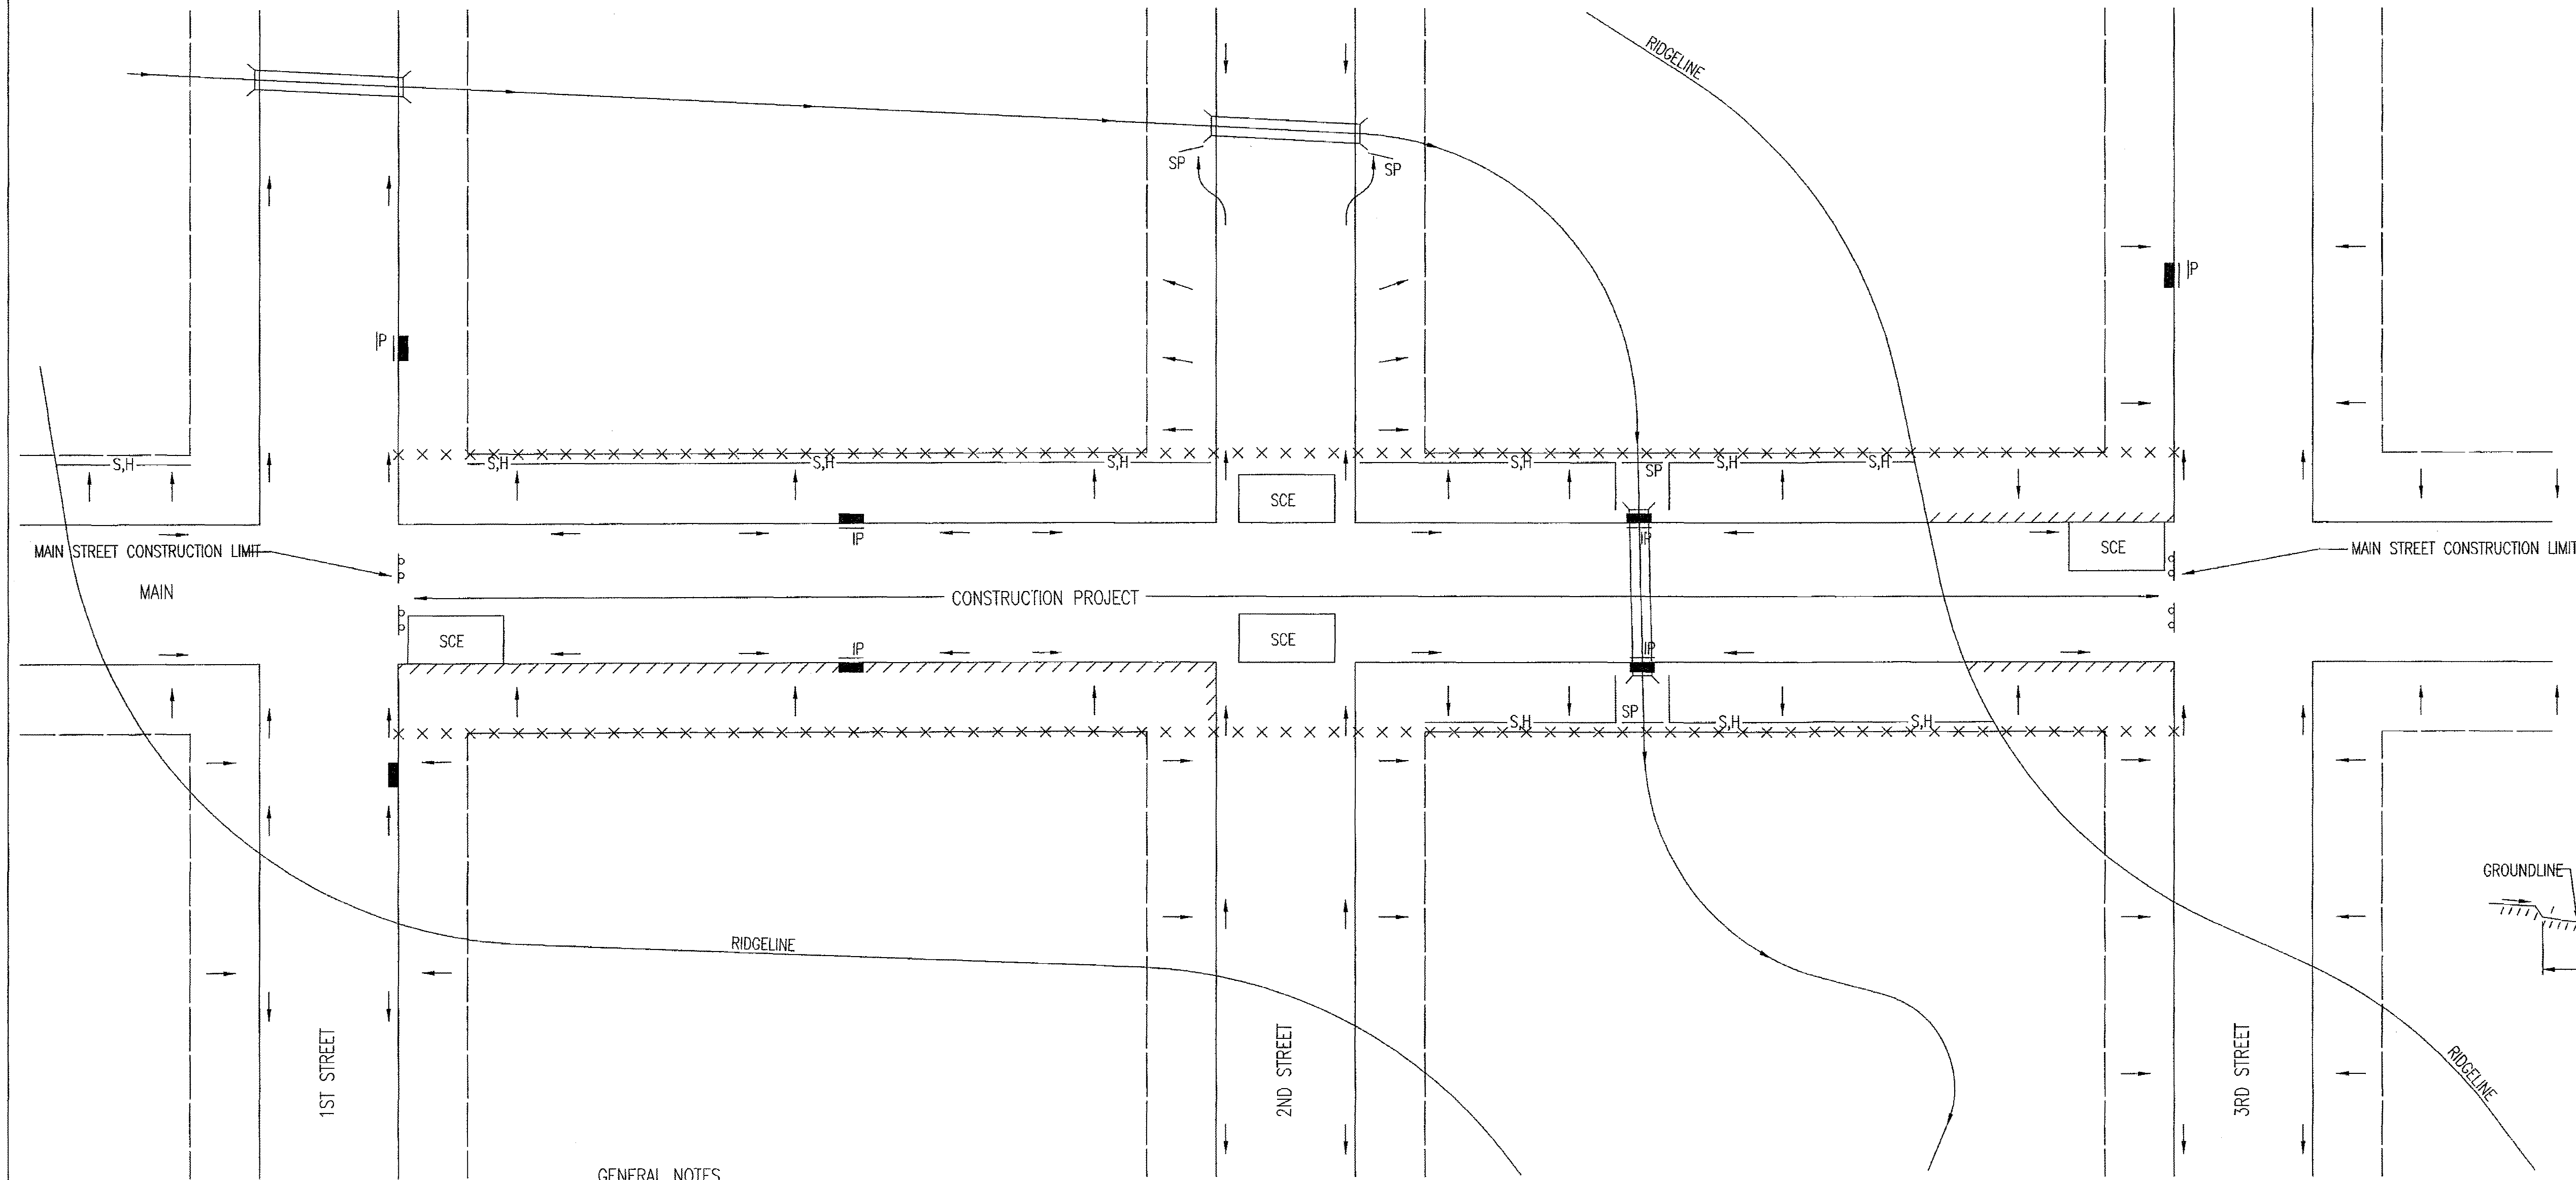 RIDGELINE
SP
SP
IP
IP
S,H
S,H
S,H
S,H
S,H
SP
S,H
S,H
SCE
IP
IP
SCE
MAIN STREET CONSTRUCTION LIMIT
MAIN STREET CONSTRUCTION LIMIT
MAIN
CONSTRUCTION PROJECT
SCE
SCE
IP
IP
S,H
SP
S,H
S,H
GROUNDLINE
RIDGELINE
1ST STREET
2ND STREET
3RD STREET
RIDGELINE
GENERAL NOTES